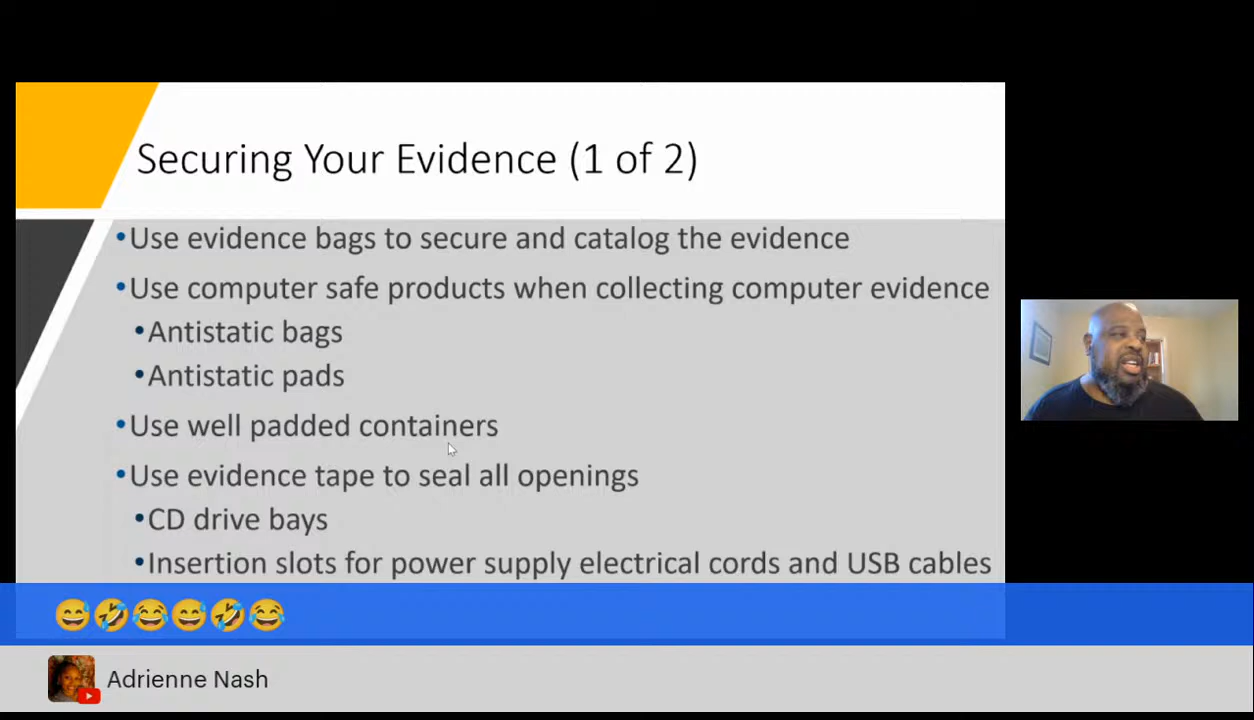 Securing Your Evidence (1 of 2)
•Use evidence bags to secure and catalog the evidence
•Use computer safe products when collecting computer evidence
•Antistatic bags
•Antistatic pads
•Use well padded containers
•Use evidence tape to seal all openings
•CD drive bays
•Insertion slots for power supply electrical cords and USB cables
😅🤣😂😅🤣😂
Adrienne Nash